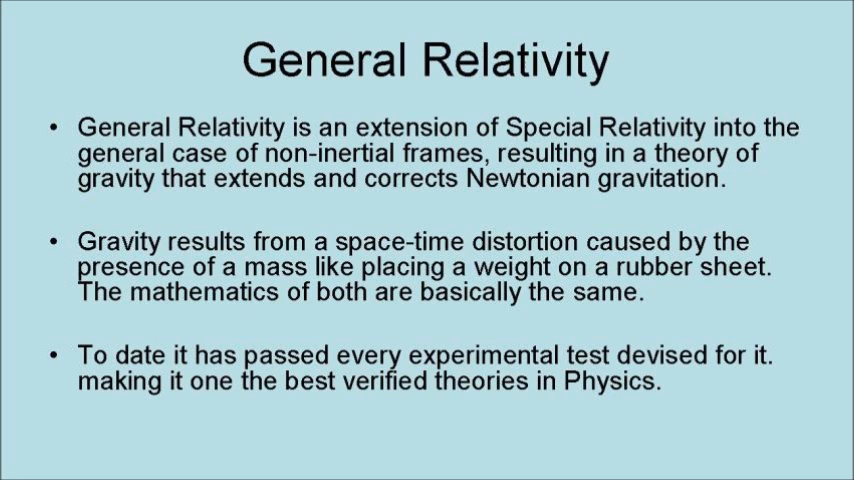 General Relativity
• General Relativity is an extension of Special Relativity into the
general case of non-inertial frames, resulting in a theory of
gravity that extends and corrects Newtonian gravitation.
• Gravity results from a space-time distortion caused by the
presence of a mass like placing a weight on a rubber sheet.
The mathematics of both are basically the same.
• To date it has passed every experimental test devised for it.
making it one the best verified theories in Physics.